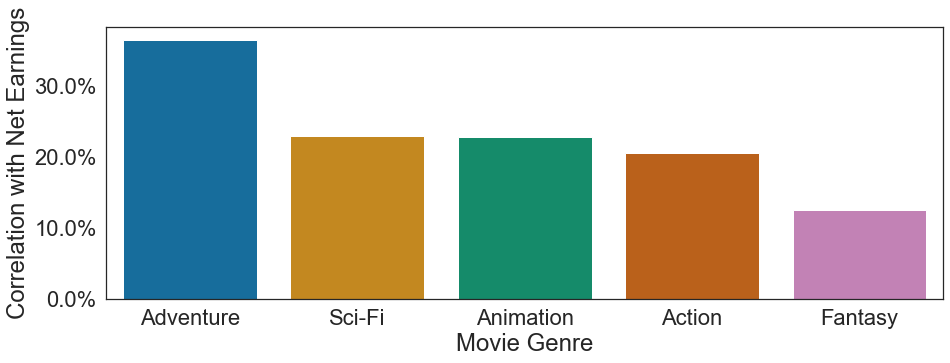 Correlation with Net Earnings
30.0%
20.0%
10.0%
0.0%
Adventure Sci-Fi Animation Action Fantasy
Movie Genre